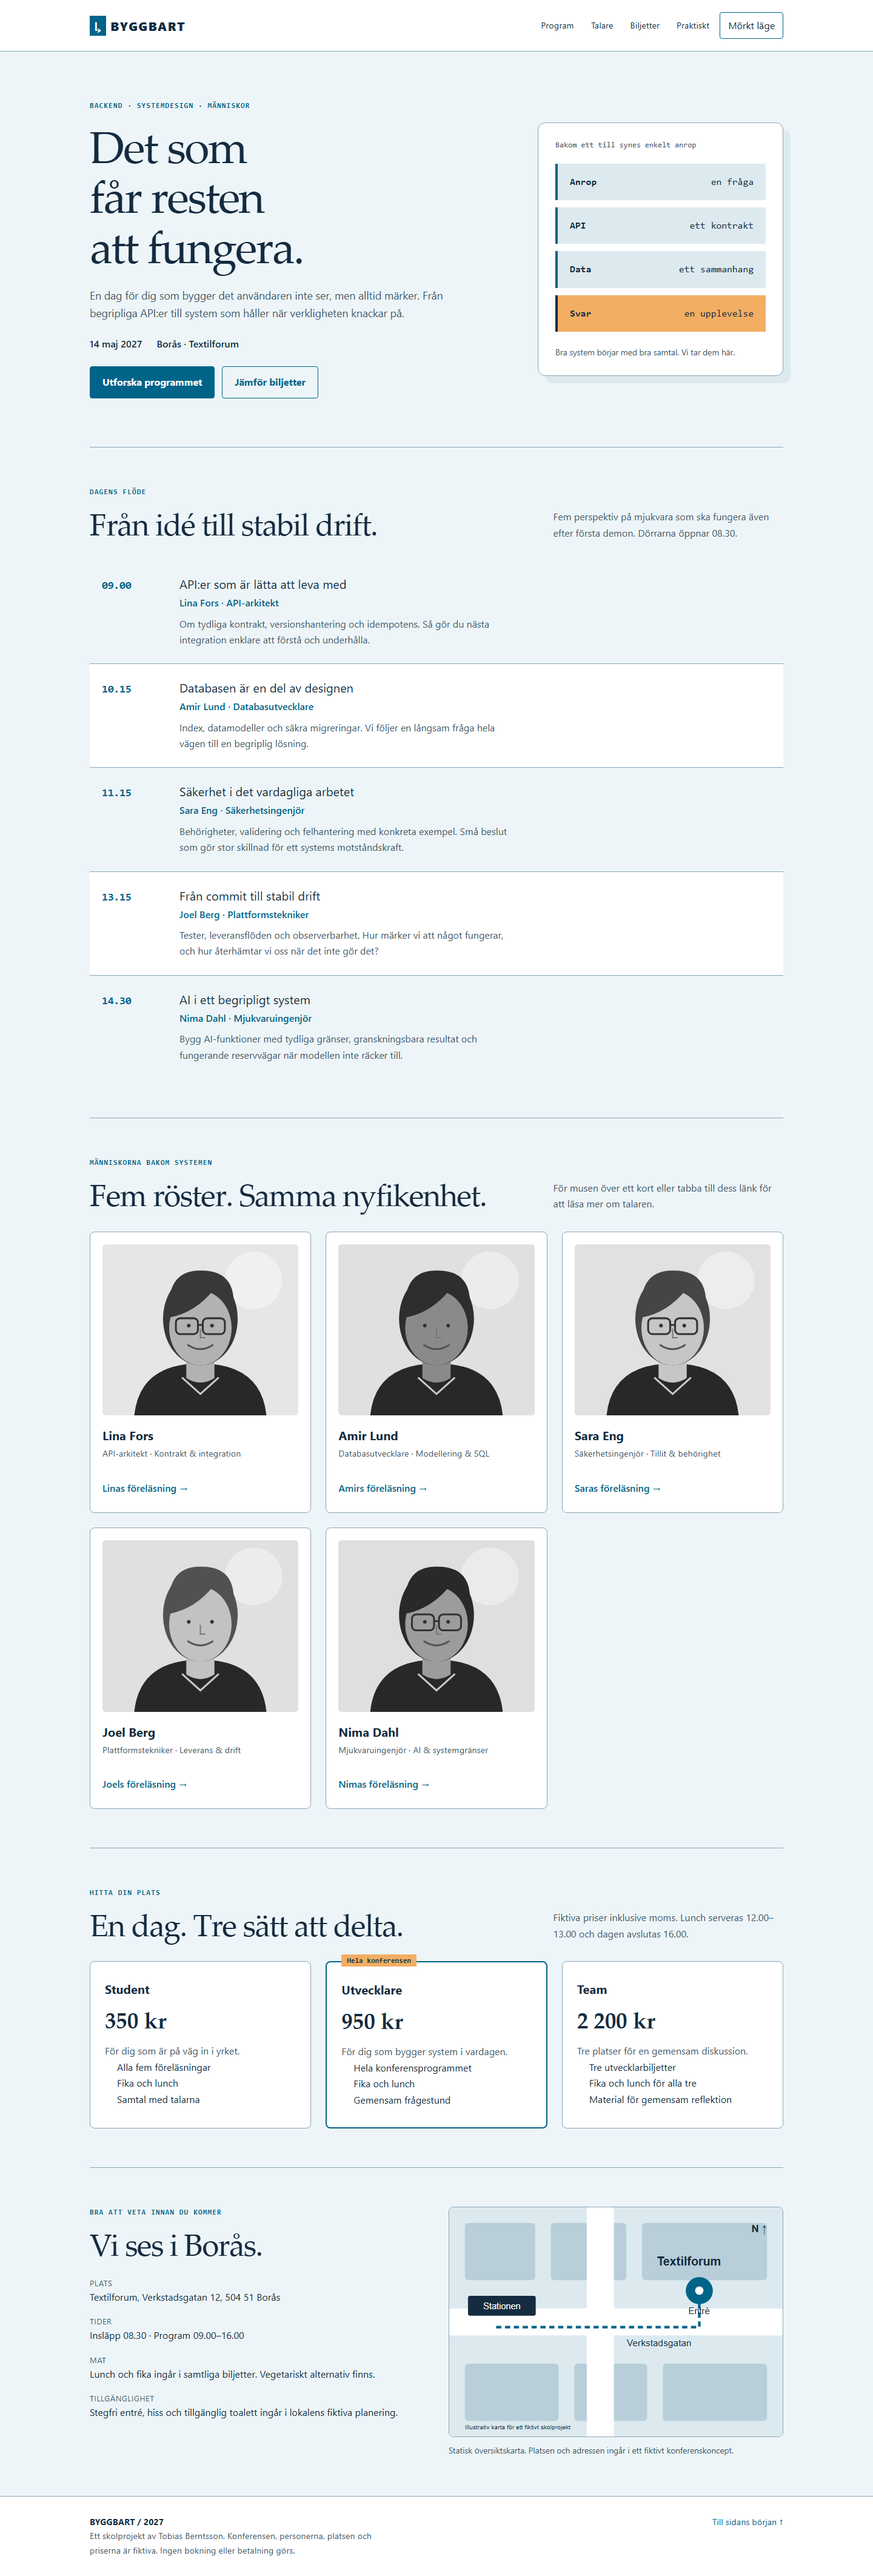 BYGGBART
Program
Talare
Biljetter
Praktiskt
Mörkt läge
BACKEND · SYSTEMDESIGN · MÄNNISKOR
Det som
får resten
att fungera.
En dag för dig som bygger det användaren inte ser, men alltid märker. Från
begripliga API:er till system som håller när verkligheten knackar på.
14 maj 2027 Borås · Textilforum
Utforska programmet
Jämför biljetter
Bakom ett till synes enkelt anrop
Anrop en fråga
API ett kontrakt
Data ett sammanhang
Svar en upplevelse
Bra system börjar med bra samtal. Vi tar dem här.
DAGENS FLÖDE
Från idé till stabil drift.
Fem perspektiv på mjukvara som ska fungera även
efter första demon. Dörrarna öppnar 08.30.
09.00
API:er som är lätta att leva med
Lina Fors · API-arkitekt
Om tydliga kontrakt, versionshantering och idempotens. Så gör du nästa
integration enklare att förstå och underhålla.
10.15
Databasen är en del av designen
Amir Lund · Databasutvecklare
Index, datamodeller och säkra migreringar. Vi följer en långsam fråga hela
vägen till en begriplig lösning.
11.15
Säkerhet i det vardagliga arbetet
Sara Eng · Säkerhetsingenjör
Behörigheter, validering och felhantering med konkreta exempel. Små beslut
som gör stor skillnad för ett systems motståndskraft.
13.15
Från commit till stabil drift
Joel Berg · Plattformstekniker
Tester, leveransflöden och observerbarhet. Hur märker vi att något fungerar,
och hur återhämtar vi oss när det inte gör det?
14.30
AI i ett begripligt system
Nima Dahl · Mjukvaruingenjör
Bygg AI-funktioner med tydliga gränser, granskningsbara resultat och
fungerande reservvägar när modellen inte räcker till.
MÄNNISKORNA BAKOM SYSTEMEN
Fem röster. Samma nyfikenhet.
För musen över ett kort eller tabba till dess länk för
att läsa mer om talaren.
Lina Fors
API-arkitekt · Kontrakt & integration
Linas föreläsning →
Amir Lund
Databasutvecklare · Modellering & SQL
Amirs föreläsning →
Sara Eng
Säkerhetsingenjör · Tillit & behörighet
Saras föreläsning →
Joel Berg
Plattformstekniker · Leverans & drift
Joels föreläsning →
Nima Dahl
Mjukvaruingenjör · AI & systemgränser
Nimas föreläsning →
HITTA DIN PLATS
En dag. Tre sätt att delta.
Fiktiva priser inklusive moms. Lunch serveras 12.00–
13.00 och dagen avslutas 16.00.
Student
350 kr
För dig som är på väg in i yrket.
Alla fem föreläsningar
Fika och lunch
Samtal med talarna
Hela konferensen
Utvecklare
950 kr
För dig som bygger system i vardagen.
Hela konferensprogrammet
Fika och lunch
Gemensam frågestund
Team
2 200 kr
Tre platser för en gemensam diskussion.
Tre utvecklarbiljetter
Fika och lunch för alla tre
Material för gemensam reflektion
BRA ATT VETA INNAN DU KOMMER
Vi ses i Borås.
PLATS
Textilforum, Verkstadsgatan 12, 504 51 Borås
TIDER
Insläpp 08.30 · Program 09.00–16.00
MAT
Lunch och fika ingår i samtliga biljetter. Vegetariskt alternativ finns.
TILLGÄNGLIGHET
Stegfri entré, hiss och tillgänglig toalett ingår i lokalens fiktiva planering.
N ↑
Textilforum
Stationen
Entré
Verkstadsgatan
Illustrativ karta för ett fiktivt skolprojekt
Statisk översiktskarta. Platsen och adressen ingår i ett fiktivt konferenskoncept.
BYGGBART / 2027
Ett skolprojekt av Tobias Berntsson. Konferensen, personerna, platsen och
priserna är fiktiva. Ingen bokning eller betalning görs.
Till sidans början ↑